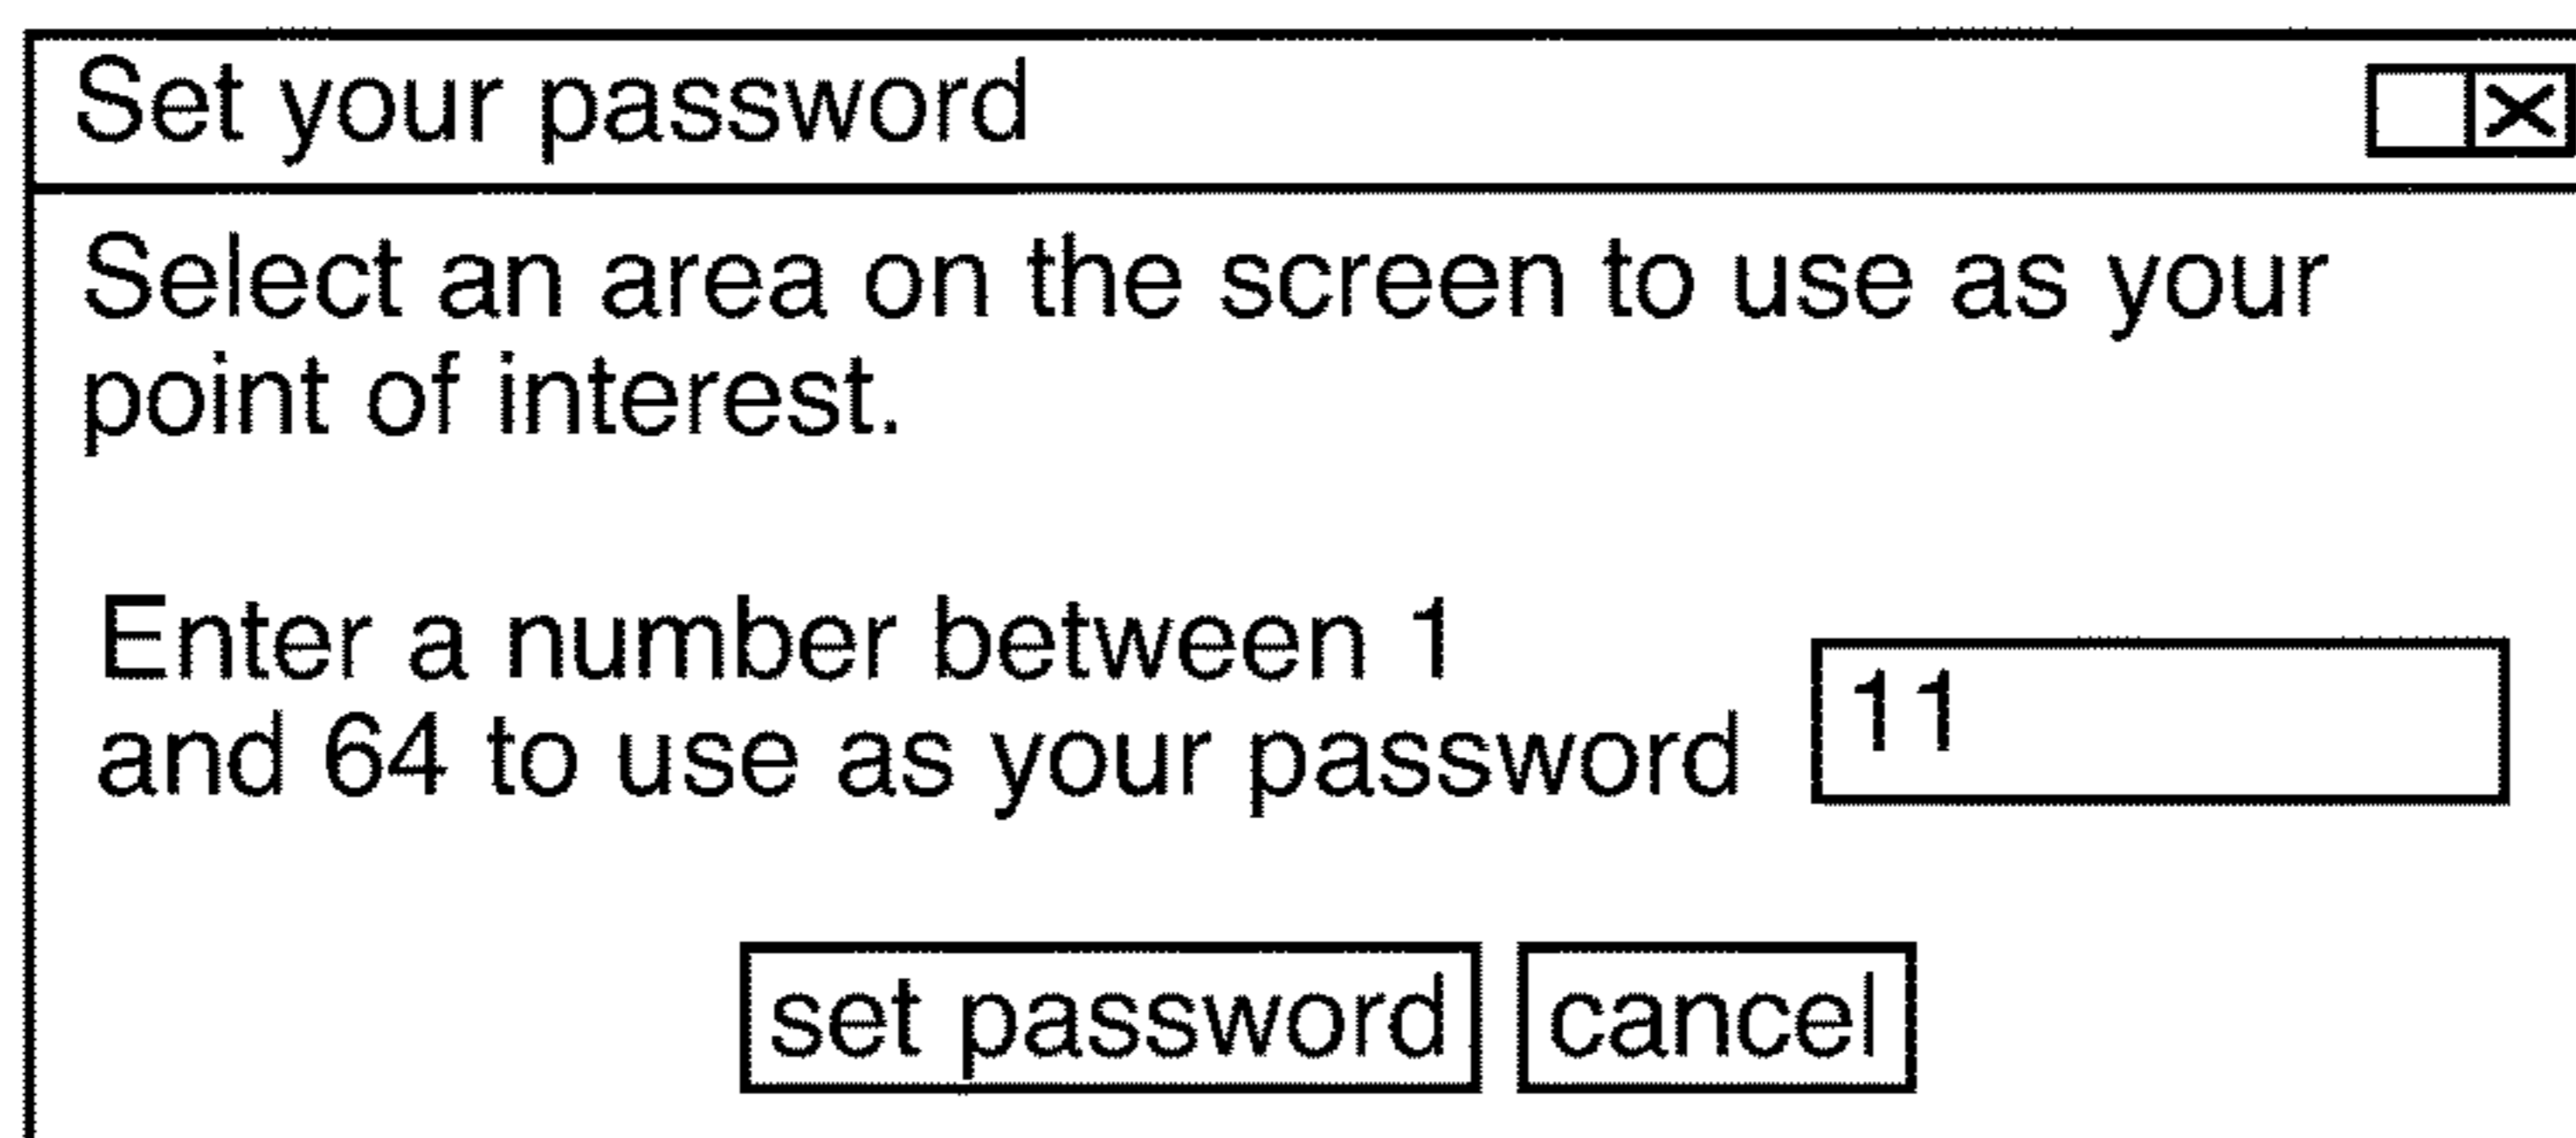 Set your password
Select an area on the screen to use as your
point of interest.
Enter a number between 1
and 64 to use as your password
11
set password
cancel